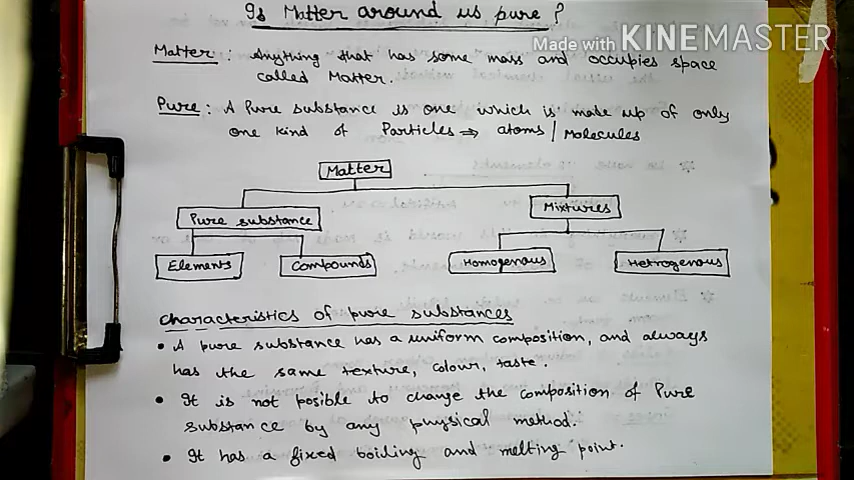 Is Matter around us pure ?
Made with KINEMASTER
Matter : Anything that has some mass and occupies space
called Matter.
Pure : A Pure substance is one which is made up of only
one kind of Particles ⇒ atoms / Molecules
Matter
Pure substance
Mixtures
Elements
Compounds
Homogenous
Hetrogenous
Characteristics of pure substances
• A pure substance has a uniform composition, and always
has the same texture, colour, taste.
• It is not posible to change the composition of Pure
substance by any physical method.
• It has a fixed boiling and melting point.